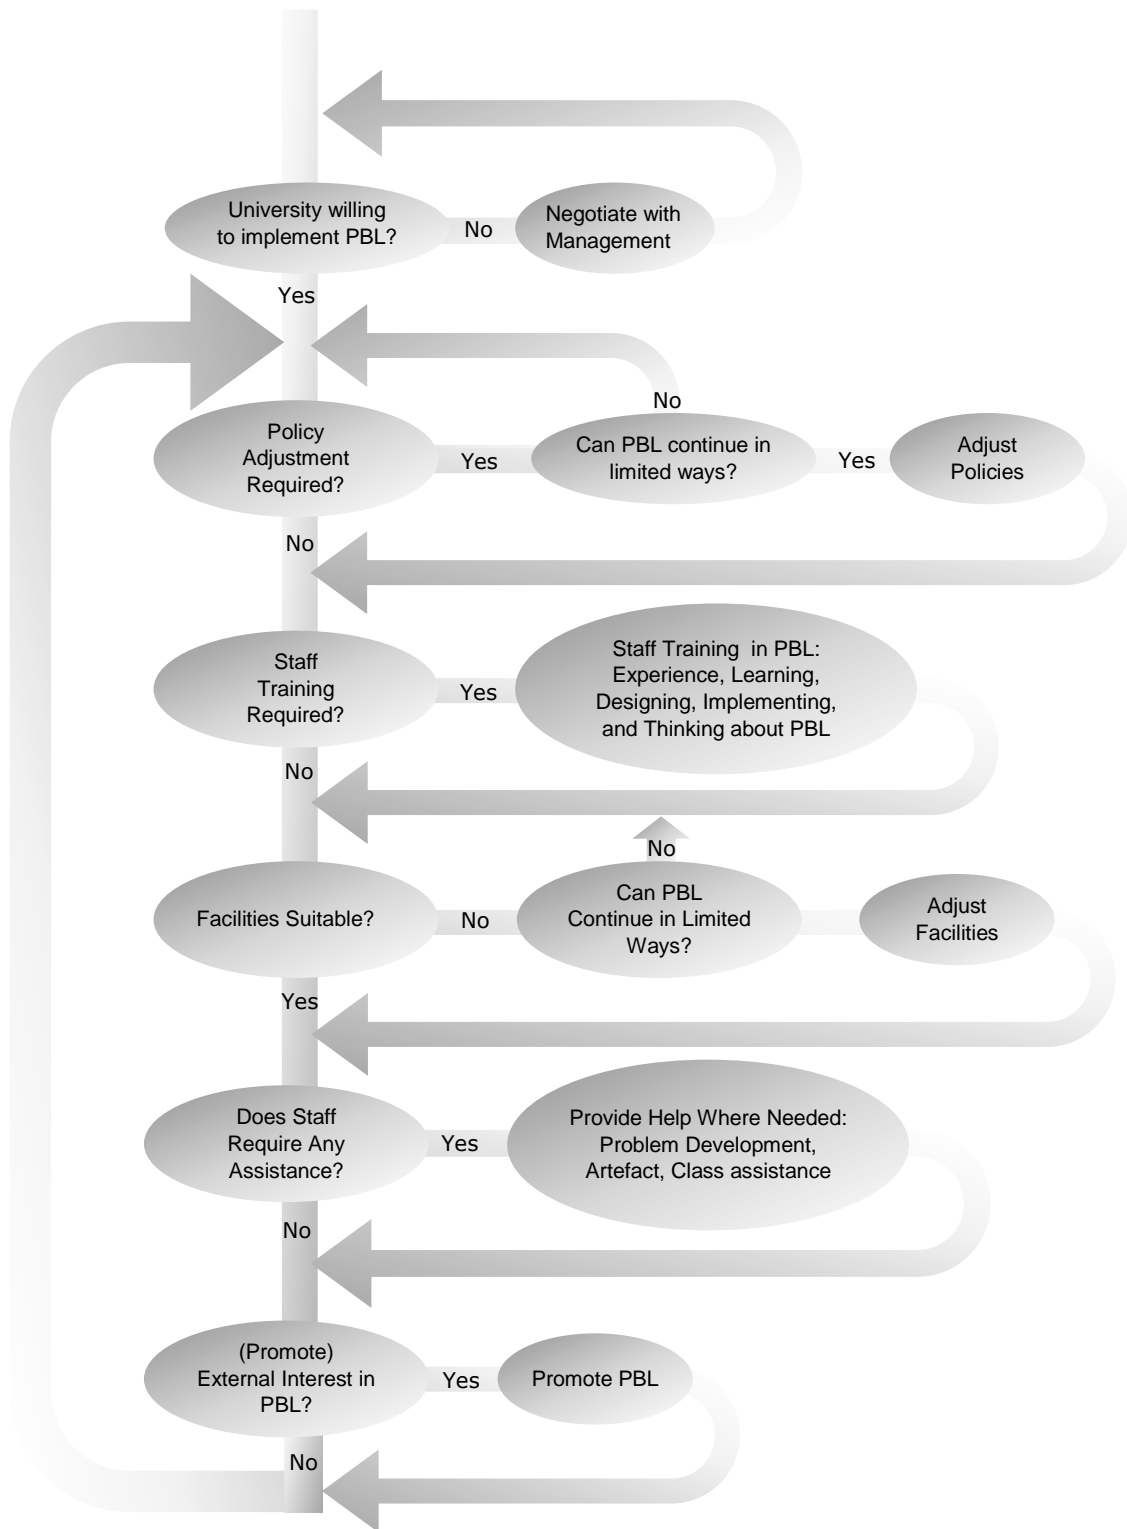 University willing
to implement PBL?
No
Negotiate with
Management
Yes
No
Policy
Adjustment
Required?
Yes
Can PBL continue in
limited ways?
Yes
Adjust
Policies
No
Staff
Training
Required?
Yes
Staff Training in PBL:
Experience, Learning,
Designing, Implementing,
and Thinking about PBL
No
No
Facilities Suitable?
No
Can PBL
Continue in Limited
Ways?
Adjust
Facilities
Yes
Does Staff
Require Any
Assistance?
Yes
Provide Help Where Needed:
Problem Development,
Artefact, Class assistance
No
(Promote)
External Interest in
PBL?
Yes
Promote PBL
No